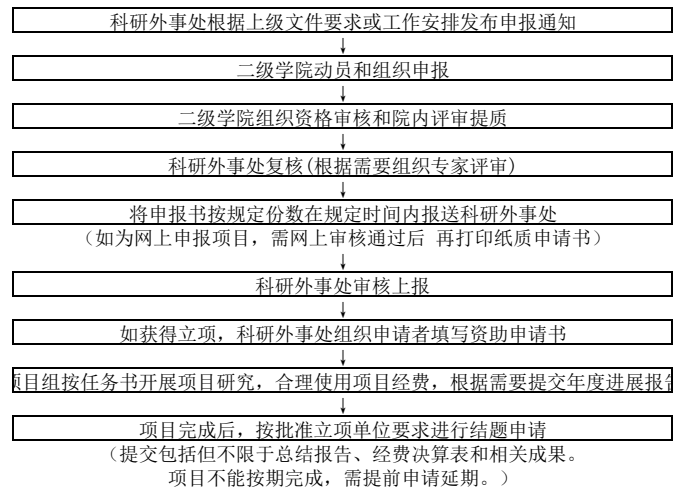 科研外事处根据上级文件要求或工作安排发布申报通知
↓
二级学院动员和组织申报
↓
二级学院组织资格审核和院内评审提质
↓
科研外事处复核(根据需要组织专家评审)
↓
将申报书按规定份数在规定时间内报送科研外事处
（如为网上申报项目，需网上审核通过后 再打印纸质申请书）
↓
科研外事处审核上报
↓
如获得立项，科研外事处组织申请者填写资助申请书
↓
项目组按任务书开展项目研究，合理使用项目经费，根据需要提交年度进展报告
↓
项目完成后，按批准立项单位要求进行结题申请
（提交包括但不限于总结报告、经费决算表和相关成果。
项目不能按期完成，需提前申请延期。）